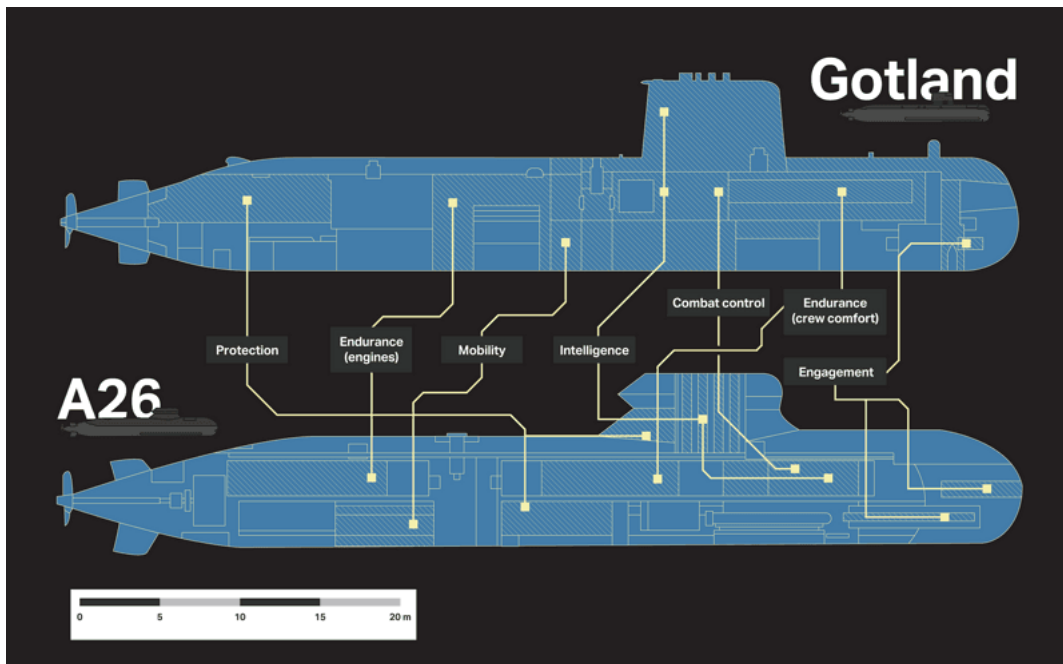 Gotland
Combat control
Endurance
(crew comfort)
Protection
Endurance
(engines)
Mobility
Intelligence
Engagement
A26
0 5 10 15 20 m